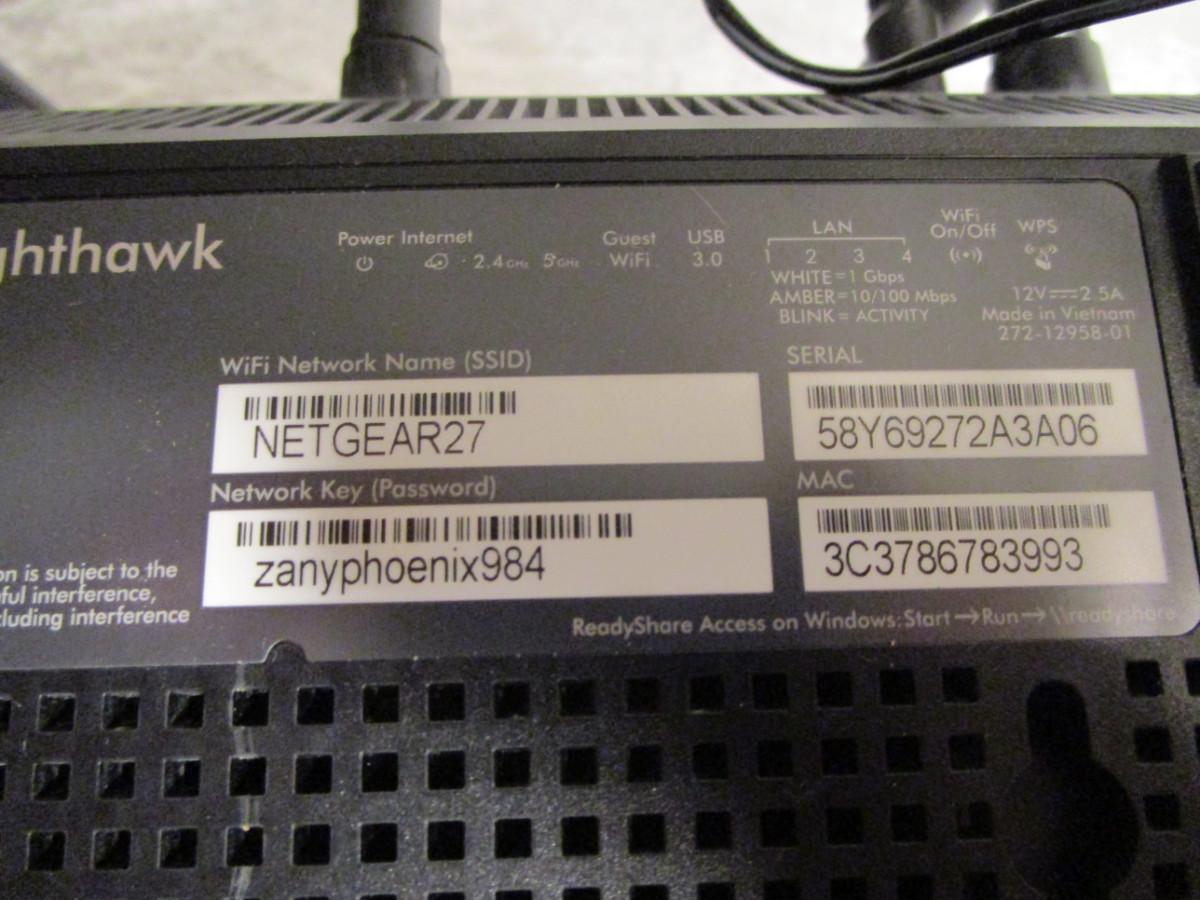 ghthawk
Power Internet
2.4GHz 5GHz
Guest
WiFi
USB
3.0
LAN
1 2 3 4
WHITE=1 Gbps
AMBER=10/100 Mbps
BLINK= ACTIVITY
WiFi
On/Off
WPS
12V 2.5A
Made in Vietnam
272-12958-01
WiFi Network Name (SSID)
NETGEAR27
SERIAL
58Y69272A3A06
Network Key (Password)
zanyphoenix984
MAC
3C3786783993
on is subject to the
ful interference,
cluding interference
ReadyShare Access on Windows:Start→Run→\\readyshare